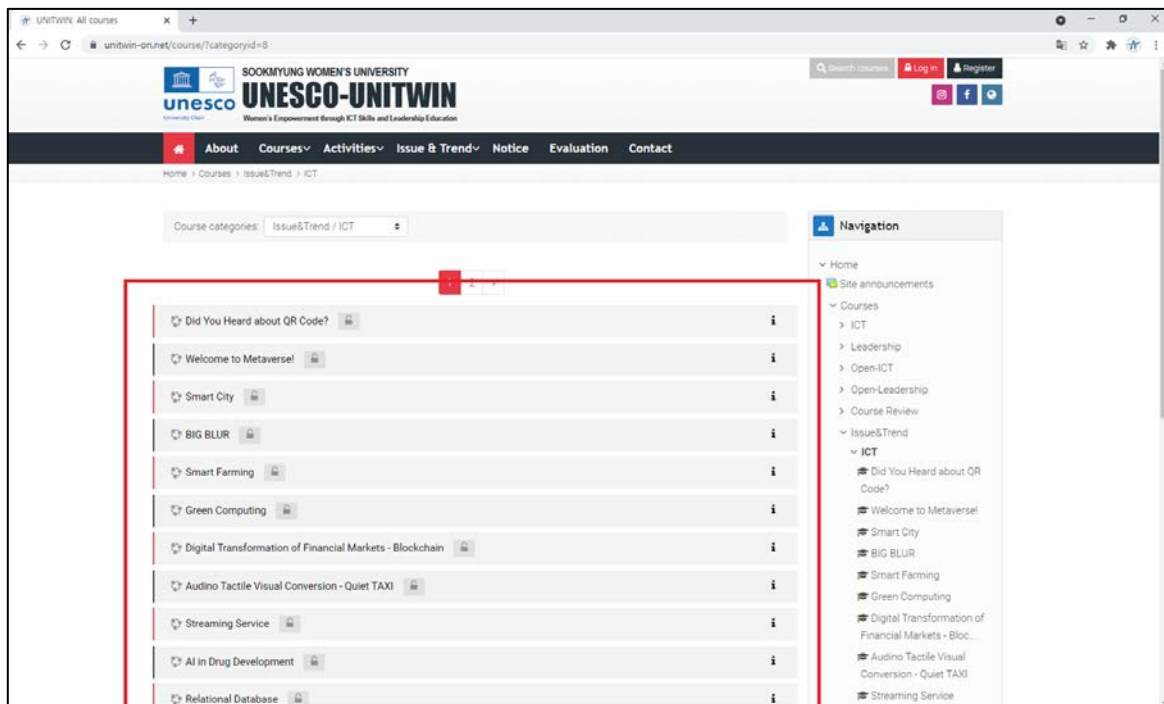 UNITWIN: All courses
unitwin-on.net/course/?categoryid=8
unesco
University Chair
SOOKMYUNG WOMEN'S UNIVERSITY
UNESCO-UNITWIN
Women's Empowerment through ICT Skills and Leadership Education
Search courses
Log in
Register
About Courses Activities Issue & Trend Notice Evaluation Contact
Home > Courses > Issue&Trend > ICT
Course categories: Issue&Trend / ICT
1 2 »
Did You Heard about QR Code?
Welcome to Metaverse!
Smart City
BIG BLUR
Smart Farming
Green Computing
Digital Transformation of Financial Markets - Blockchain
Audino Tactile Visual Conversion - Quiet TAXI
Streaming Service
AI in Drug Development
Relational Database
Navigation
Home
Site announcements
Courses
ICT
Leadership
Open-ICT
Open-Leadership
Course Review
Issue&Trend
ICT
Did You Heard about QR
Code?
Welcome to Metaverse!
Smart City
BIG BLUR
Smart Farming
Green Computing
Digital Transformation of
Financial Markets - Bloc...
Audino Tactile Visual
Conversion - Quiet TAXI
Streaming Service